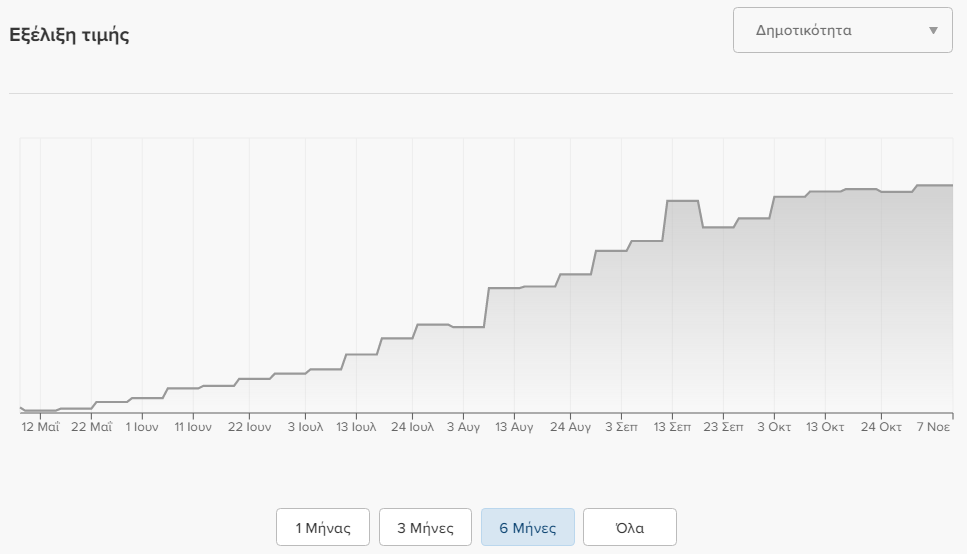 Εξέλιξη τιμής
Δημοτικότητα
12 Μαΐ 22 Μαΐ 1 Ιουν 11 Ιουν 22 Ιουν 3 Ιουλ 13 Ιουλ 24 Ιουλ 3 Αυγ 13 Αυγ 24 Αυγ 3 Σεπ 13 Σεπ 23 Σεπ 3 Οκτ 13 Οκτ 24 Οκτ 7 Νοε
1 Μήνας 3 Μήνες 6 Μήνες Όλα